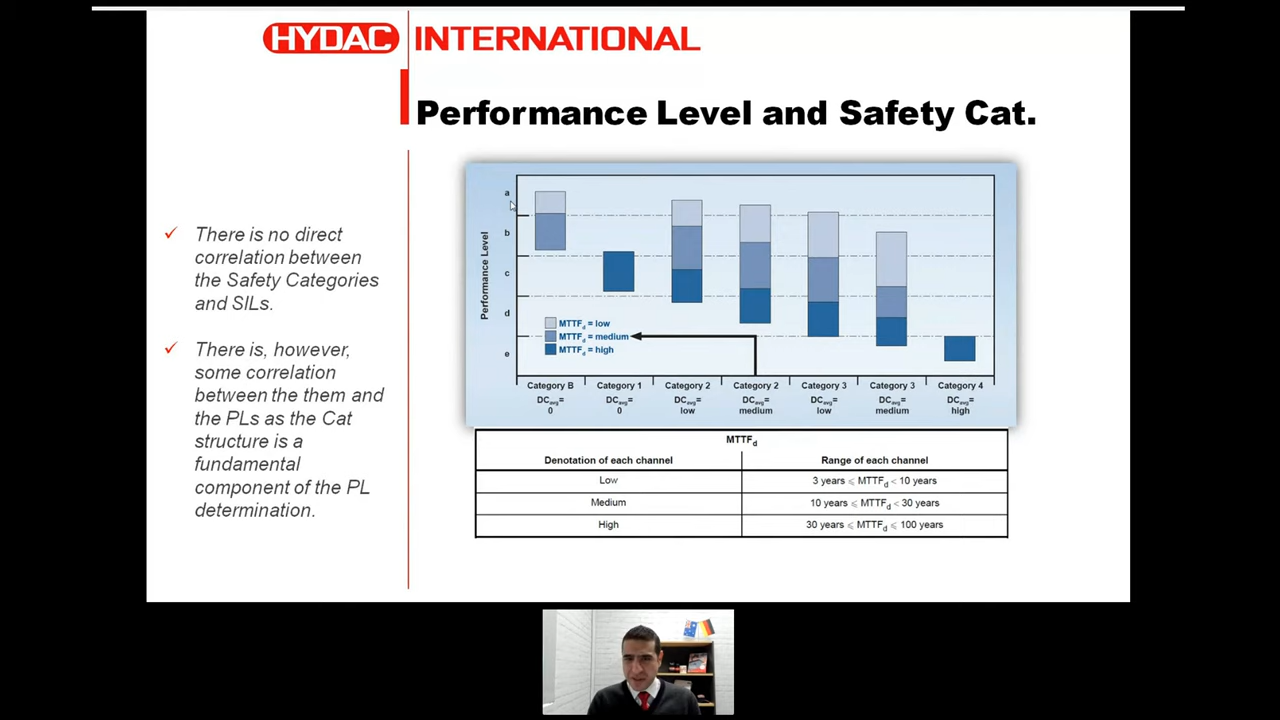 HYDAC INTERNATIONAL
Performance Level and Safety Cat.
There is no direct
correlation between
the Safety Categories
and SILs.
There is, however,
some correlation
between the them and
the PLs as the Cat
structure is a
fundamental
component of the PL
determination.
Performance Level
a
b
c
d
e
MTTFd = low
MTTFd = medium
MTTFd = high
Category B Category 1 Category 2 Category 2 Category 3 Category 3 Category 4
DCavg= DCavg= DCavg= DCavg= DCavg= DCavg= DCavg=
0 0 low medium low medium high
MTTFd
Denotation of each channel Range of each channel
Low 3 years ⩽ MTTFd < 10 years
Medium 10 years ⩽ MTTFd < 30 years
High 30 years ⩽ MTTFd ⩽ 100 years